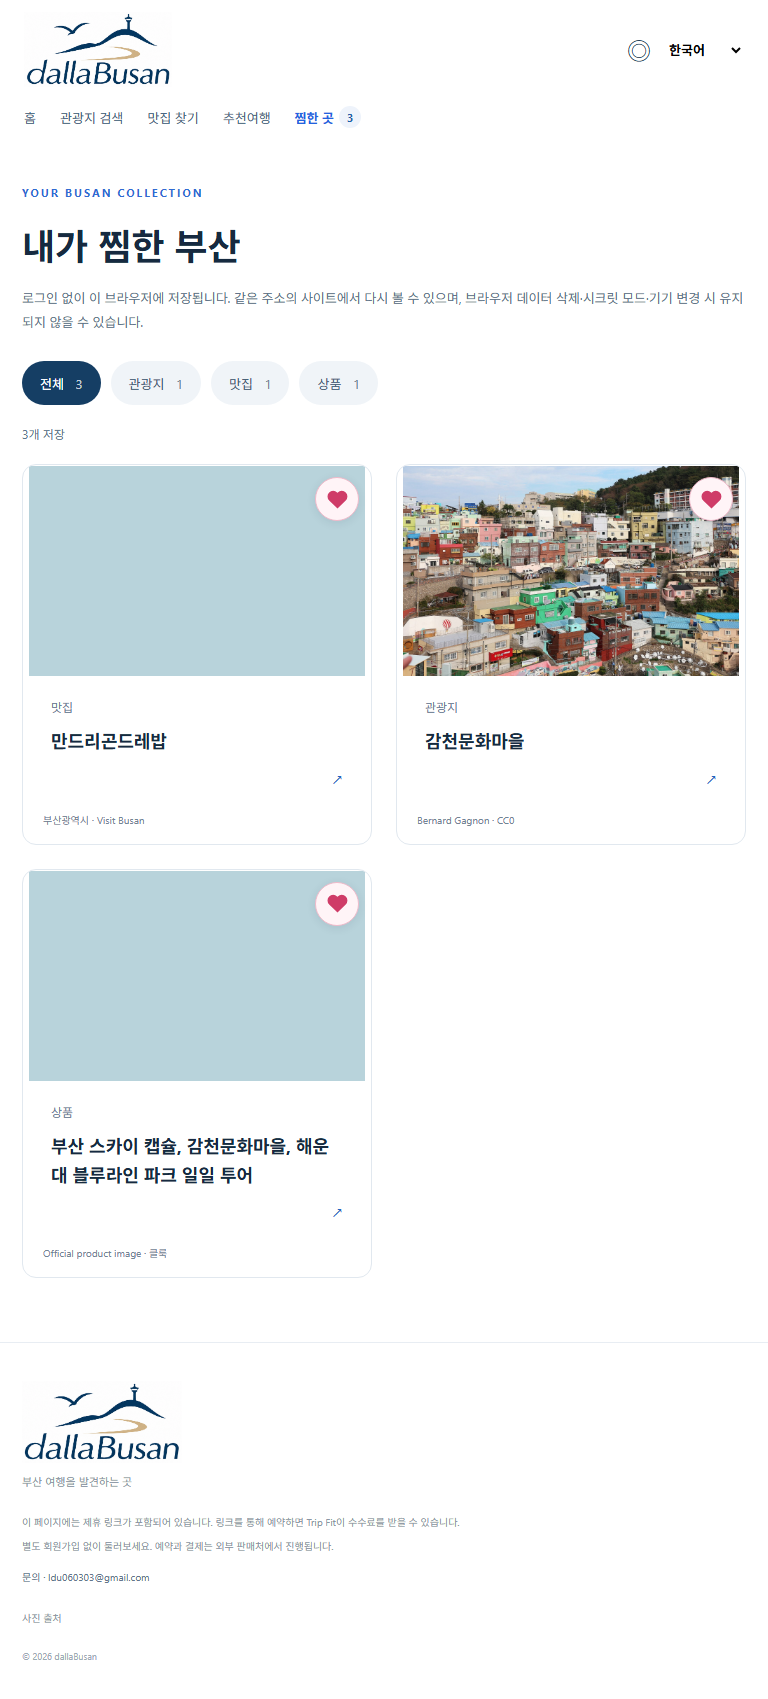 dallaBusan
한국어
홈 관광지 검색 맛집 찾기 추천여행 찜한 곳 3
YOUR BUSAN COLLECTION
내가 찜한 부산
로그인 없이 이 브라우저에 저장됩니다. 같은 주소의 사이트에서 다시 볼 수 있으며, 브라우저 데이터 삭제·시크릿 모드·기기 변경 시 유지
되지 않을 수 있습니다.
전체 3 관광지 1 맛집 1 상품 1
3개 저장
맛집
만드리곤드레밥
↗
부산광역시 · Visit Busan
관광지
감천문화마을
↗
Bernard Gagnon · CC0
상품
부산 스카이 캡슐, 감천문화마을, 해운
대 블루라인 파크 일일 투어
↗
Official product image · 클룩
dallaBusan
부산 여행을 발견하는 곳
이 페이지에는 제휴 링크가 포함되어 있습니다. 링크를 통해 예약하면 Trip Fit이 수수료를 받을 수 있습니다.
별도 회원가입 없이 둘러보세요. 예약과 결제는 외부 판매처에서 진행됩니다.
문의 · ldu060303@gmail.com
사진 출처
© 2026 dallaBusan